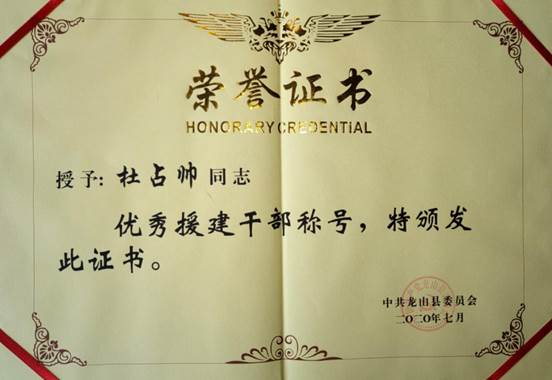 荣誉证书
HONORARY CREDENTIAL
授予：杜占帅同志
优秀援建干部称号，特颁发
此证书。
中共龙山县委员会
二〇二〇年七月